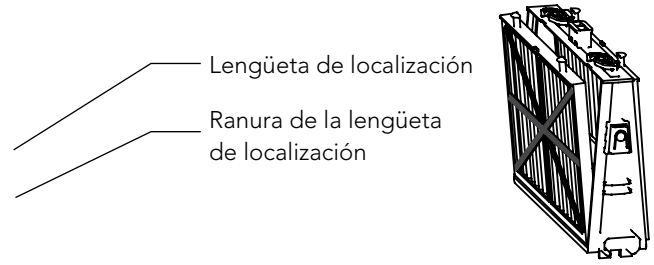 Lengüeta de localización
Ranura de la lengüeta
de localización